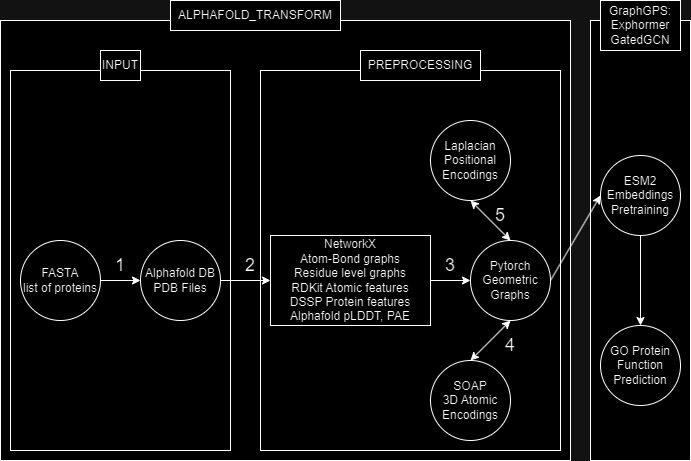 ALPHAFOLD_TRANSFORM
GraphGPS:
Exphormer
GatedGCN
INPUT
PREPROCESSING
Laplacian
Positional
Encodings
5
ESM2
Embeddings
Pretraining
FASTA
list of proteins
1
Alphafold DB
PDB Files
2
NetworkX
Atom-Bond graphs
Residue level graphs
RDKit Atomic features
DSSP Protein features
Alphafold pLDDT, PAE
3
Pytorch
Geometric
Graphs
4
SOAP
3D Atomic
Encodings
GO Protein
Function
Prediction